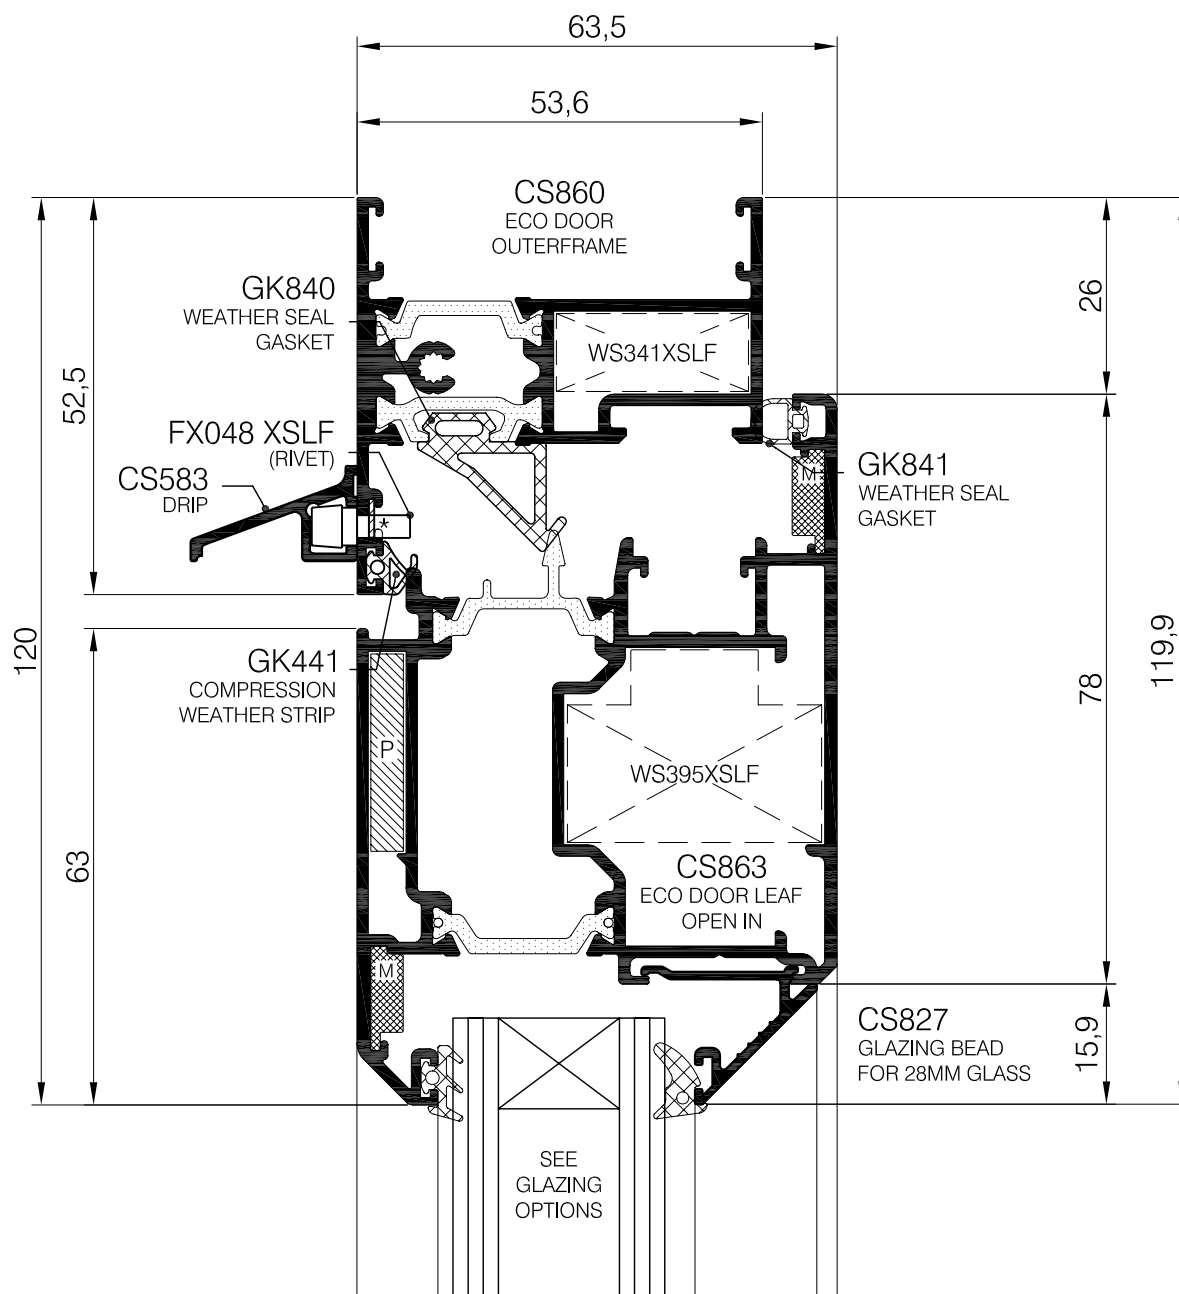 63,5
53,6
CS860
ECO DOOR
OUTERFRAME
GK840
WEATHER SEAL
GASKET
WS341XSLF
26
52,5
FX048 XSLF
(RIVET)
CS583
DRIP
*
M
GK841
WEATHER SEAL
GASKET
120
119,9
GK441
COMPRESSION
WEATHER STRIP
78
P
WS395XSLF
63
CS863
ECO DOOR LEAF
OPEN IN
M
CS827
GLAZING BEAD
FOR 28MM GLASS
15,9
SEE
GLAZING
OPTIONS